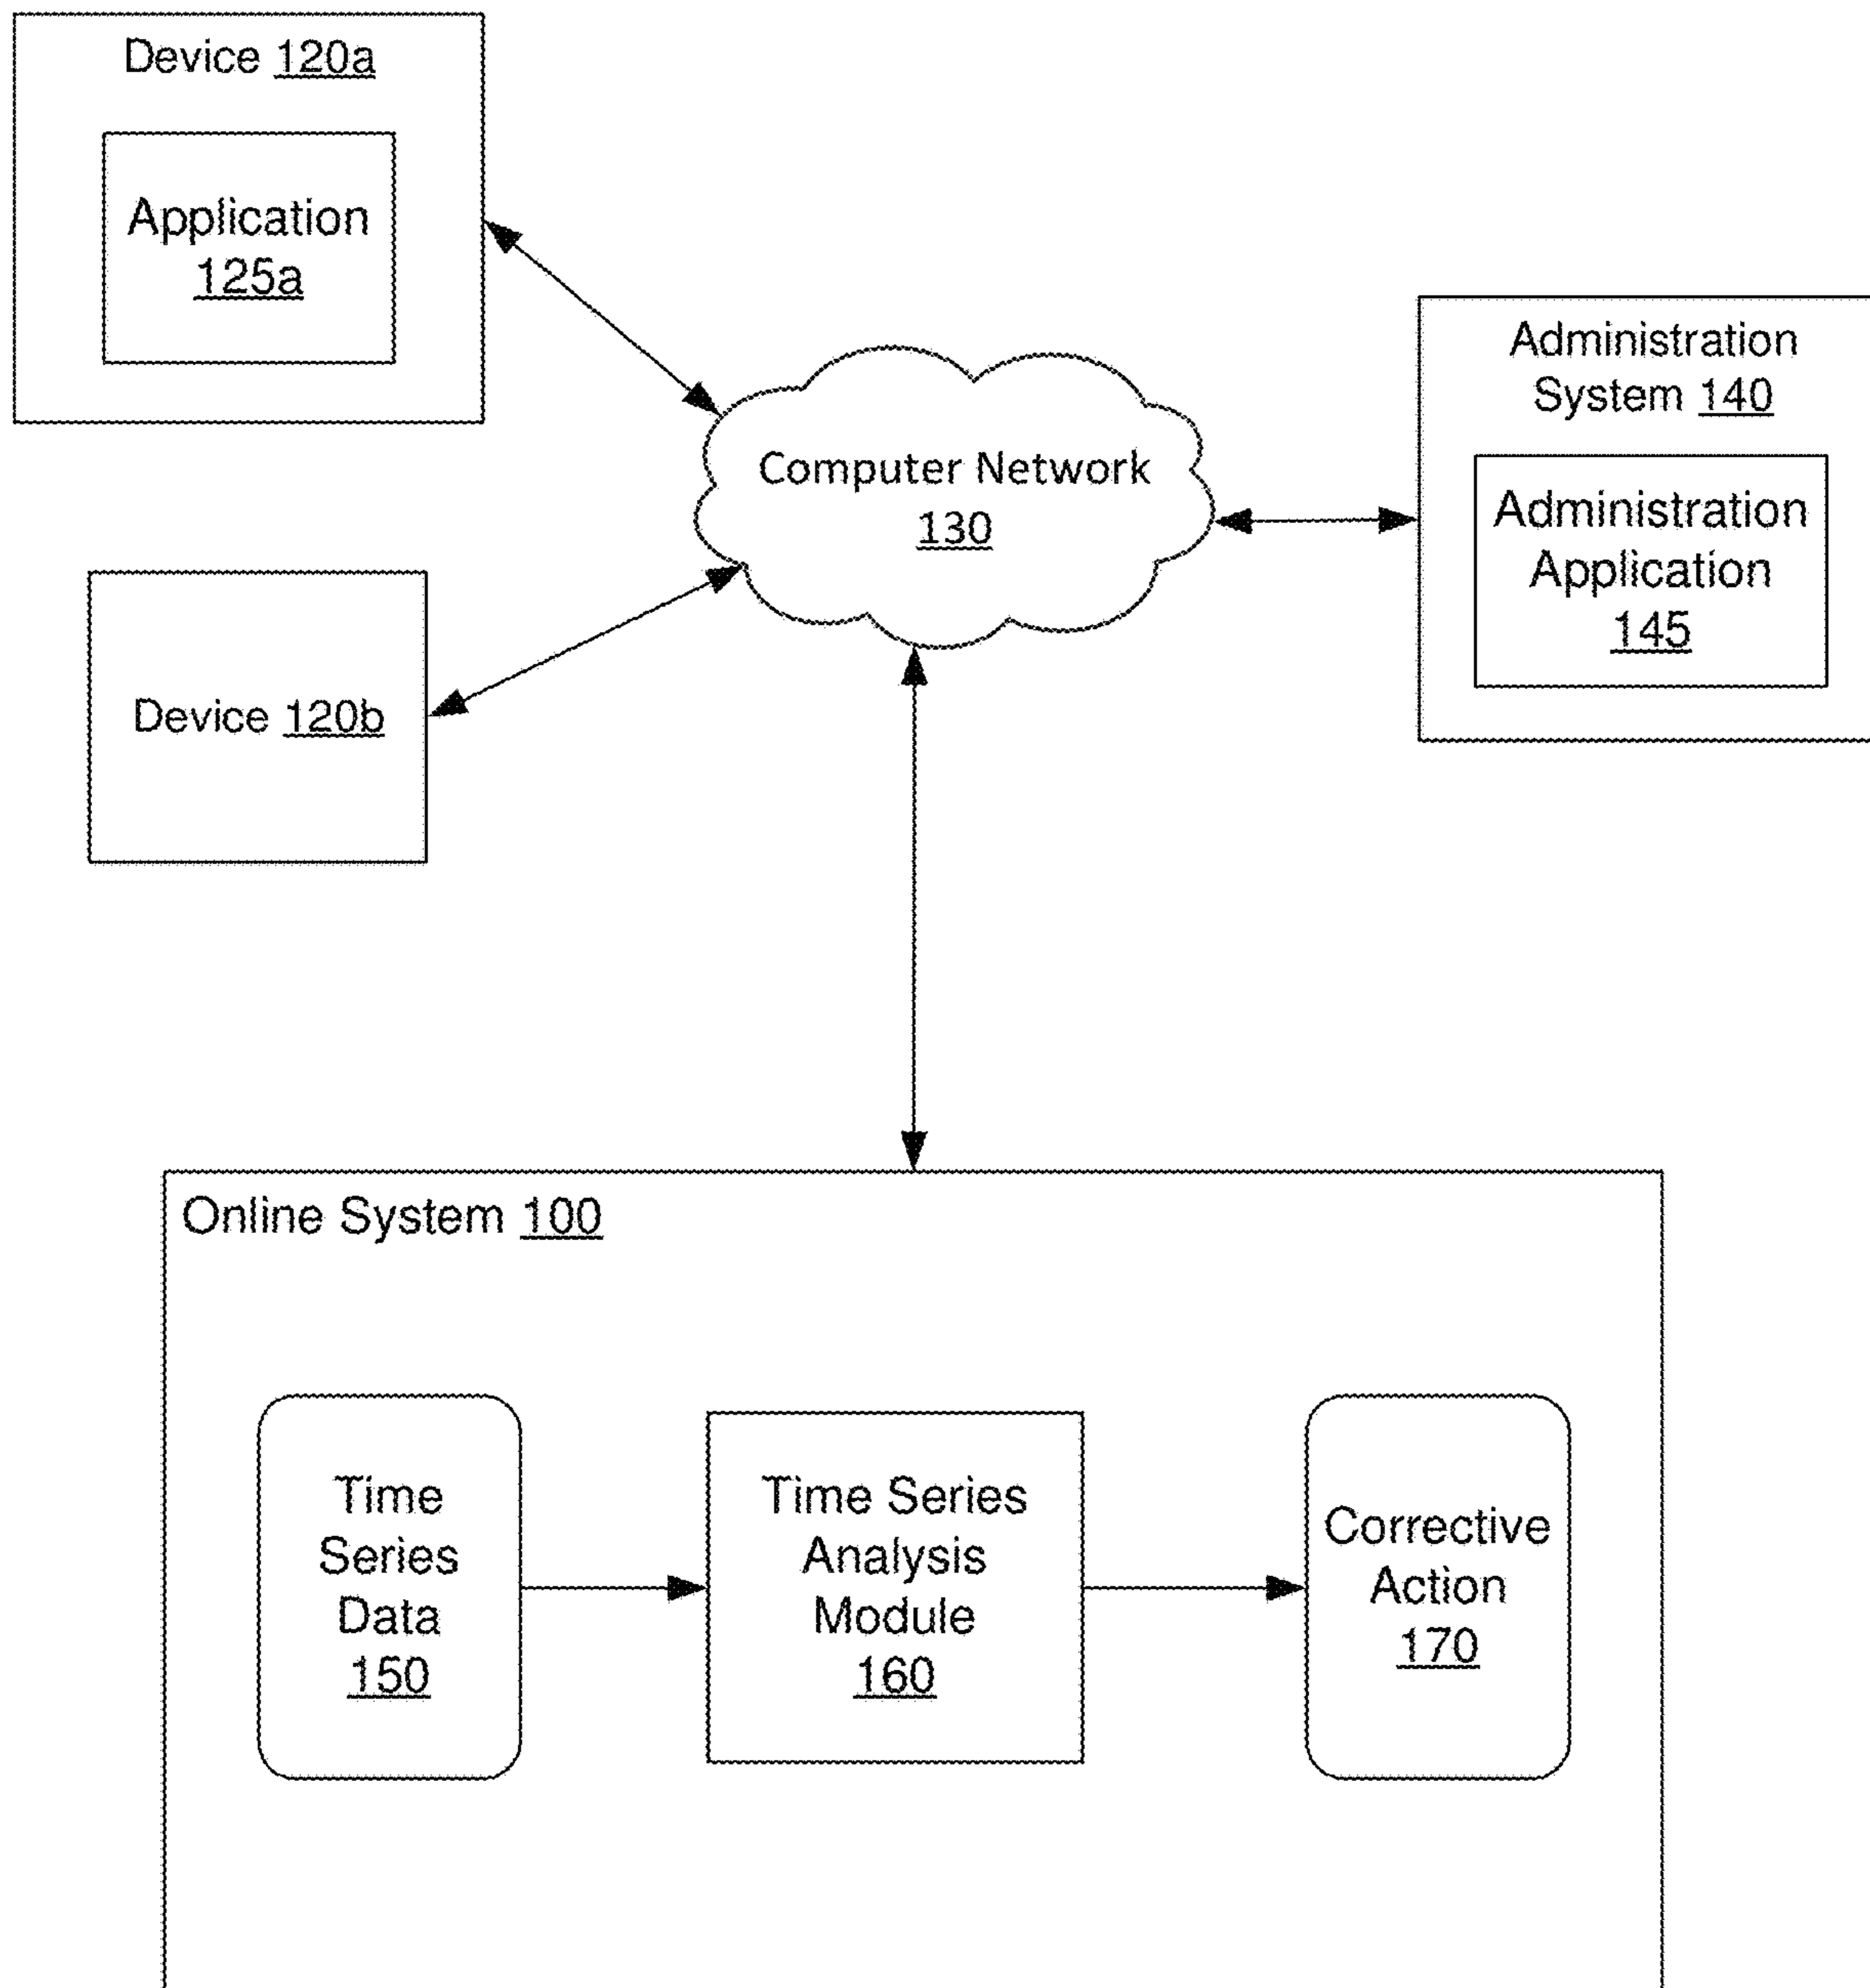 Device 120a
Application
125a
Computer Network
130
Administration
System 140
Administration
Application
145
Device 120b
Online System 100
Time
Series
Data
150
Time Series
Analysis
Module
160
Corrective
Action
170